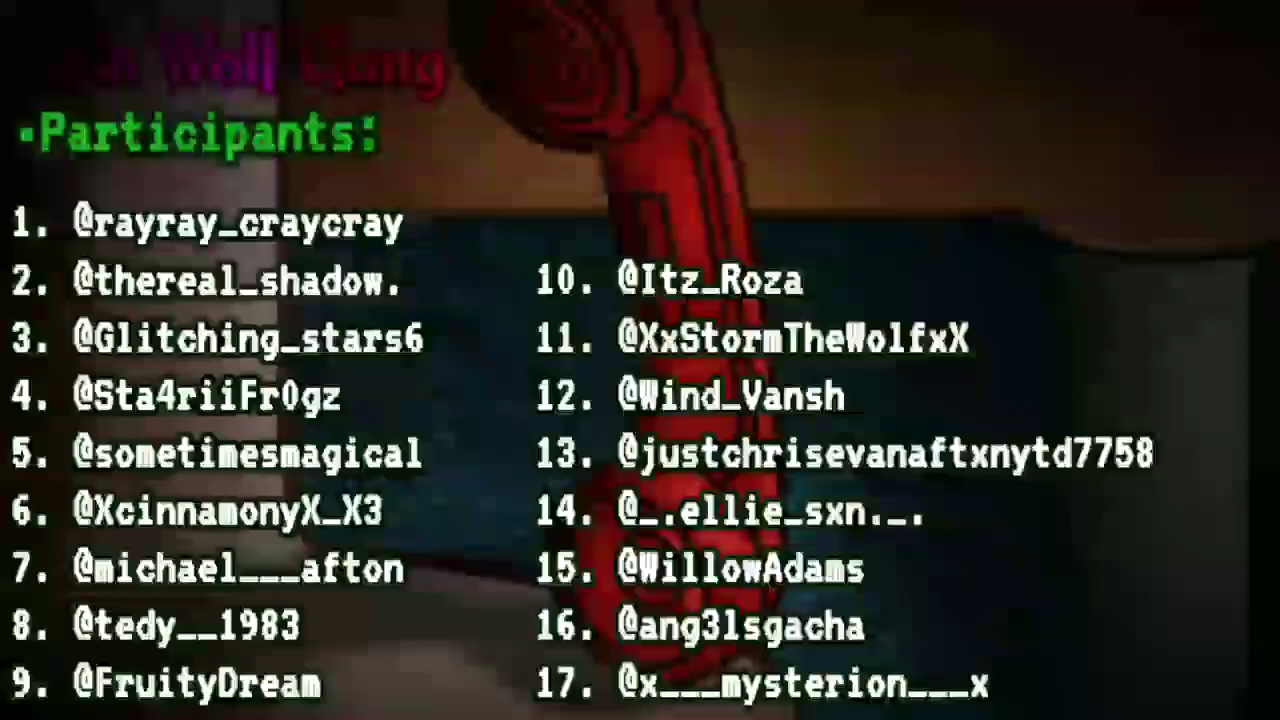 Wolf Gang
•Participants:
1. @rayray_craycray
2. @thereal_shadow.
3. @Glitching_stars6
4. @Sta4riiFr0gz
5. @sometimesmagical
6. @XcinnamonyX_X3
7. @michael___afton
8. @tedy__1983
9. @FruityDream
10. @Itz_Roza
11. @XxStormTheWolfxX
12. @Wind_Vansh
13. @justchrisevanaftxnytd7758
14. @_.ellie_sxn._.
15. @WillowAdams
16. @ang3lsgacha
17. @x___mysterion___x